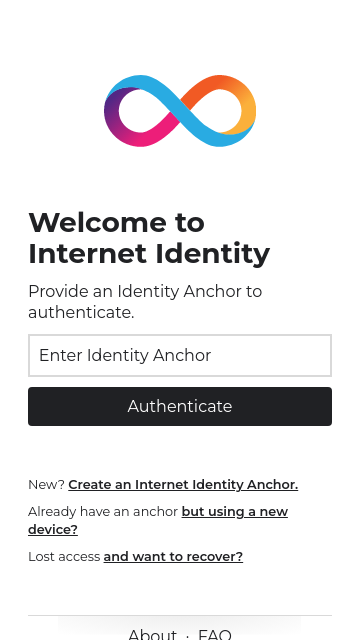 Welcome to
Internet Identity
Provide an Identity Anchor to
authenticate.
Enter Identity Anchor
Authenticate
New? Create an Internet Identity Anchor.
Already have an anchor but using a new
device?
Lost access and want to recover?
About · FAQ